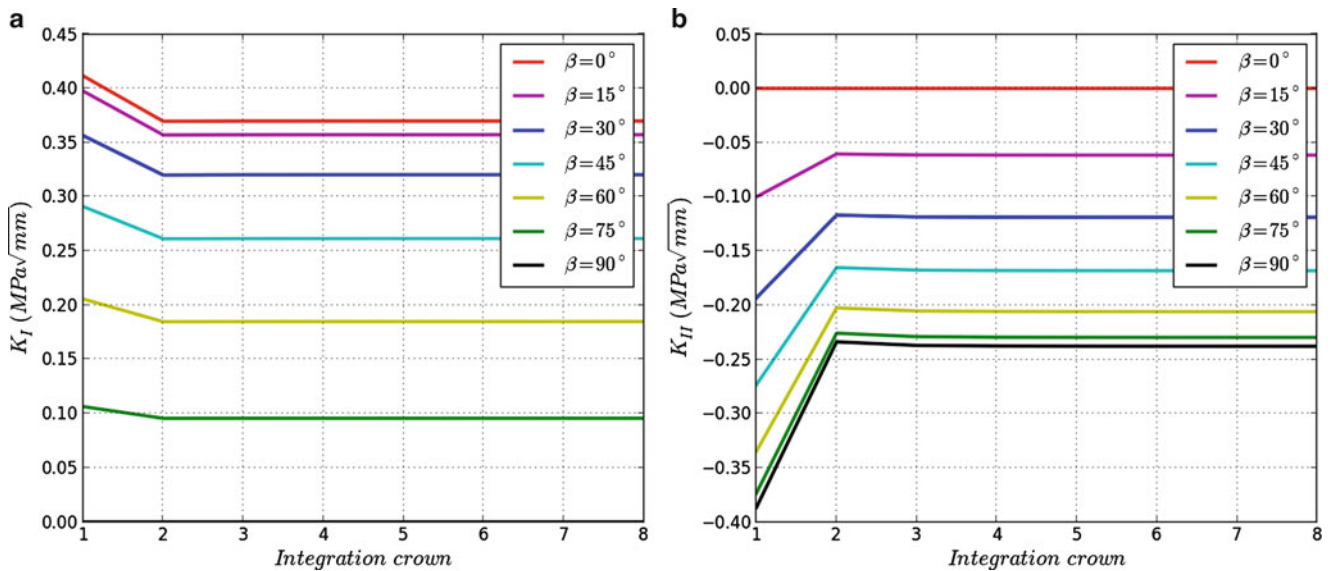 a
0.45
0.40
0.35
0.30
0.25
0.20
0.15
0.10
0.05
0.00
K_I (MPa√mm)
1 2 3 4 5 6 7 8
Integration crown
β=0°
β=15°
β=30°
β=45°
β=60°
β=75°
β=90°
b
0.05
0.00
−0.05
−0.10
−0.15
−0.20
−0.25
−0.30
−0.35
−0.40
K_II (MPa√mm)
1 2 3 4 5 6 7 8
Integration crown
β=0°
β=15°
β=30°
β=45°
β=60°
β=75°
β=90°